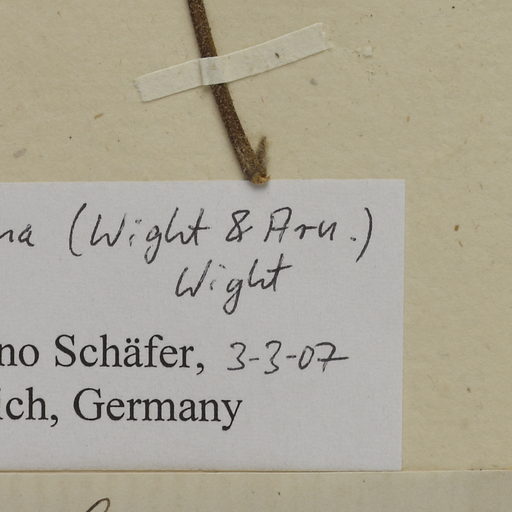 na (Wight & Arn.)
Wight
no Schäfer, 3-3-07
ich, Germany